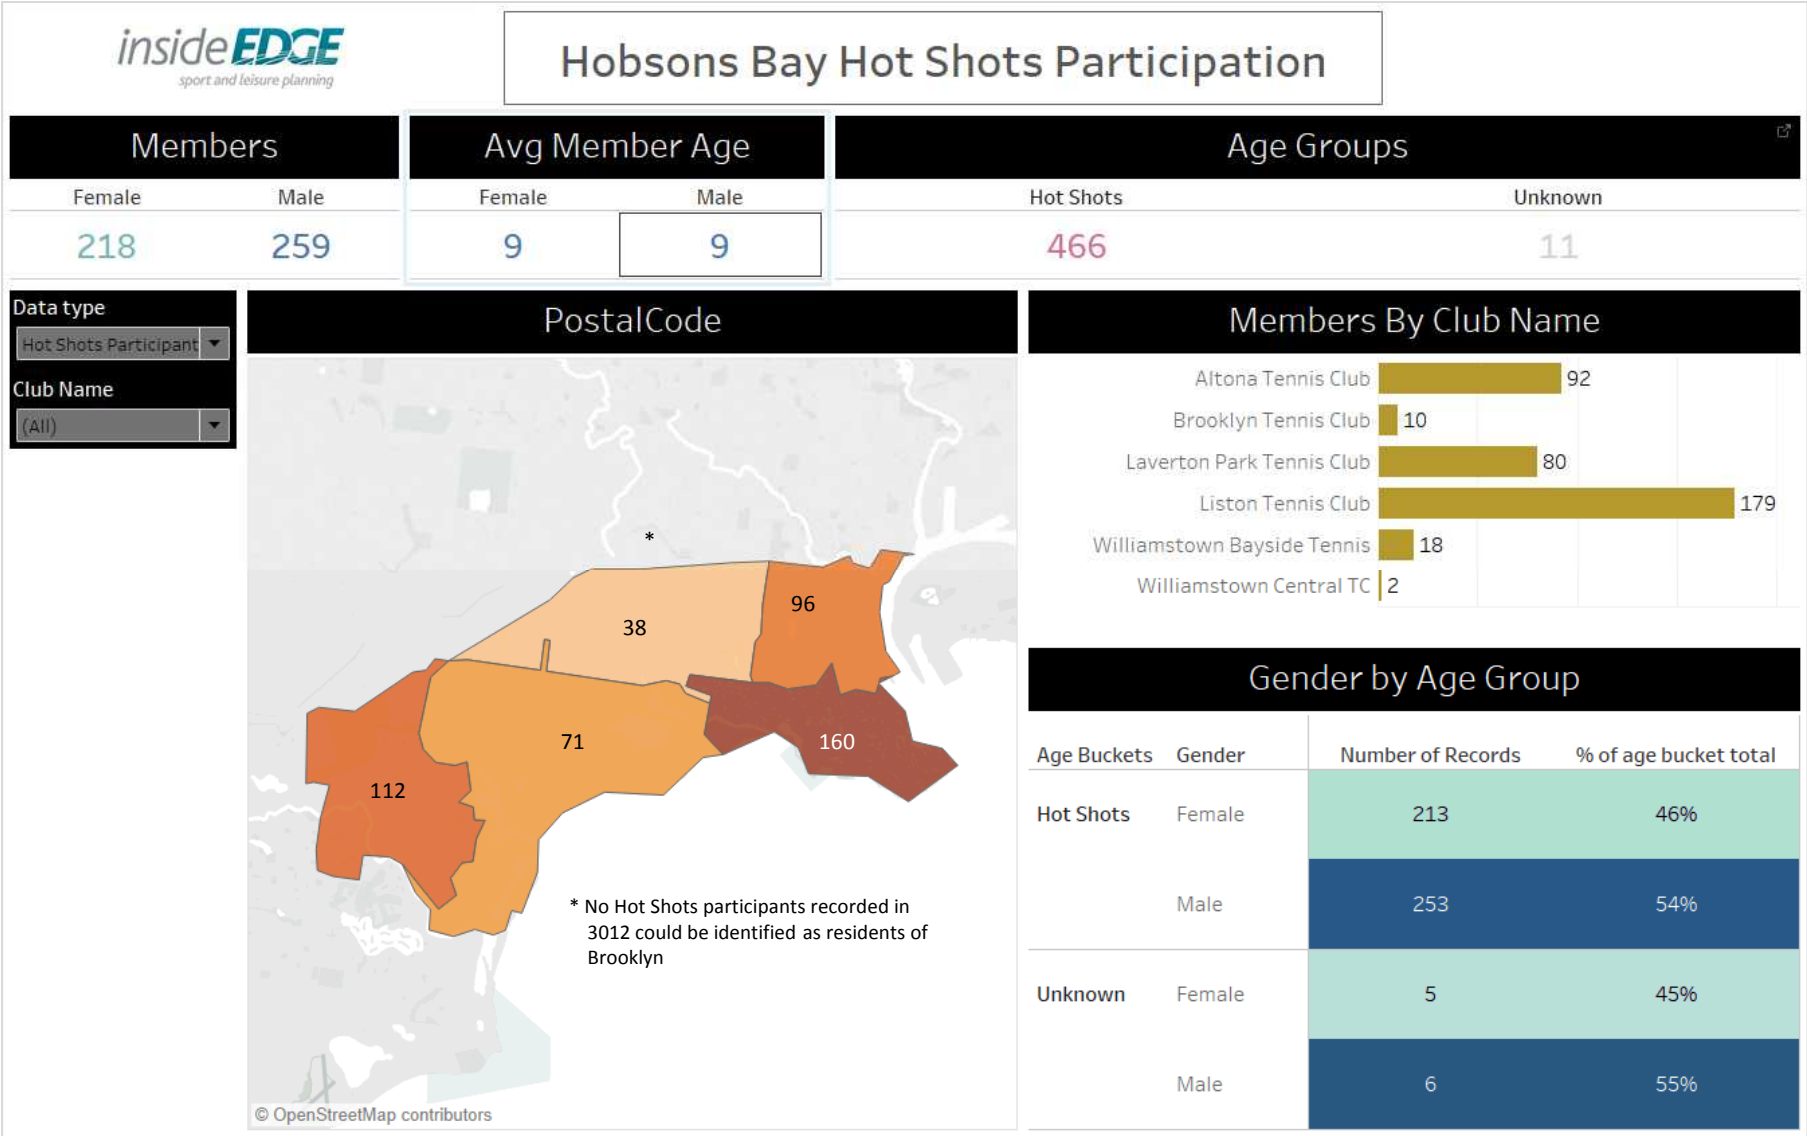 inside EDGE
sport and leisure planning
Hobsons Bay Hot Shots Participation
Members
Female Male
218 259
Avg Member Age
Female Male
9 9
Age Groups
Hot Shots Unknown
466 11
Data type
Hot Shots Participant
Club Name
(All)
PostalCode
*
38
96
71
160
112
* No Hot Shots participants recorded in
3012 could be identified as residents of
Brooklyn
© OpenStreetMap contributors
Members By Club Name
Altona Tennis Club 92
Brooklyn Tennis Club 10
Laverton Park Tennis Club 80
Liston Tennis Club 179
Williamstown Bayside Tennis 18
Williamstown Central TC 2
Gender by Age Group
Age Buckets Gender Number of Records % of age bucket total
Hot Shots Female 213 46%
Male 253 54%
Unknown Female 5 45%
Male 6 55%